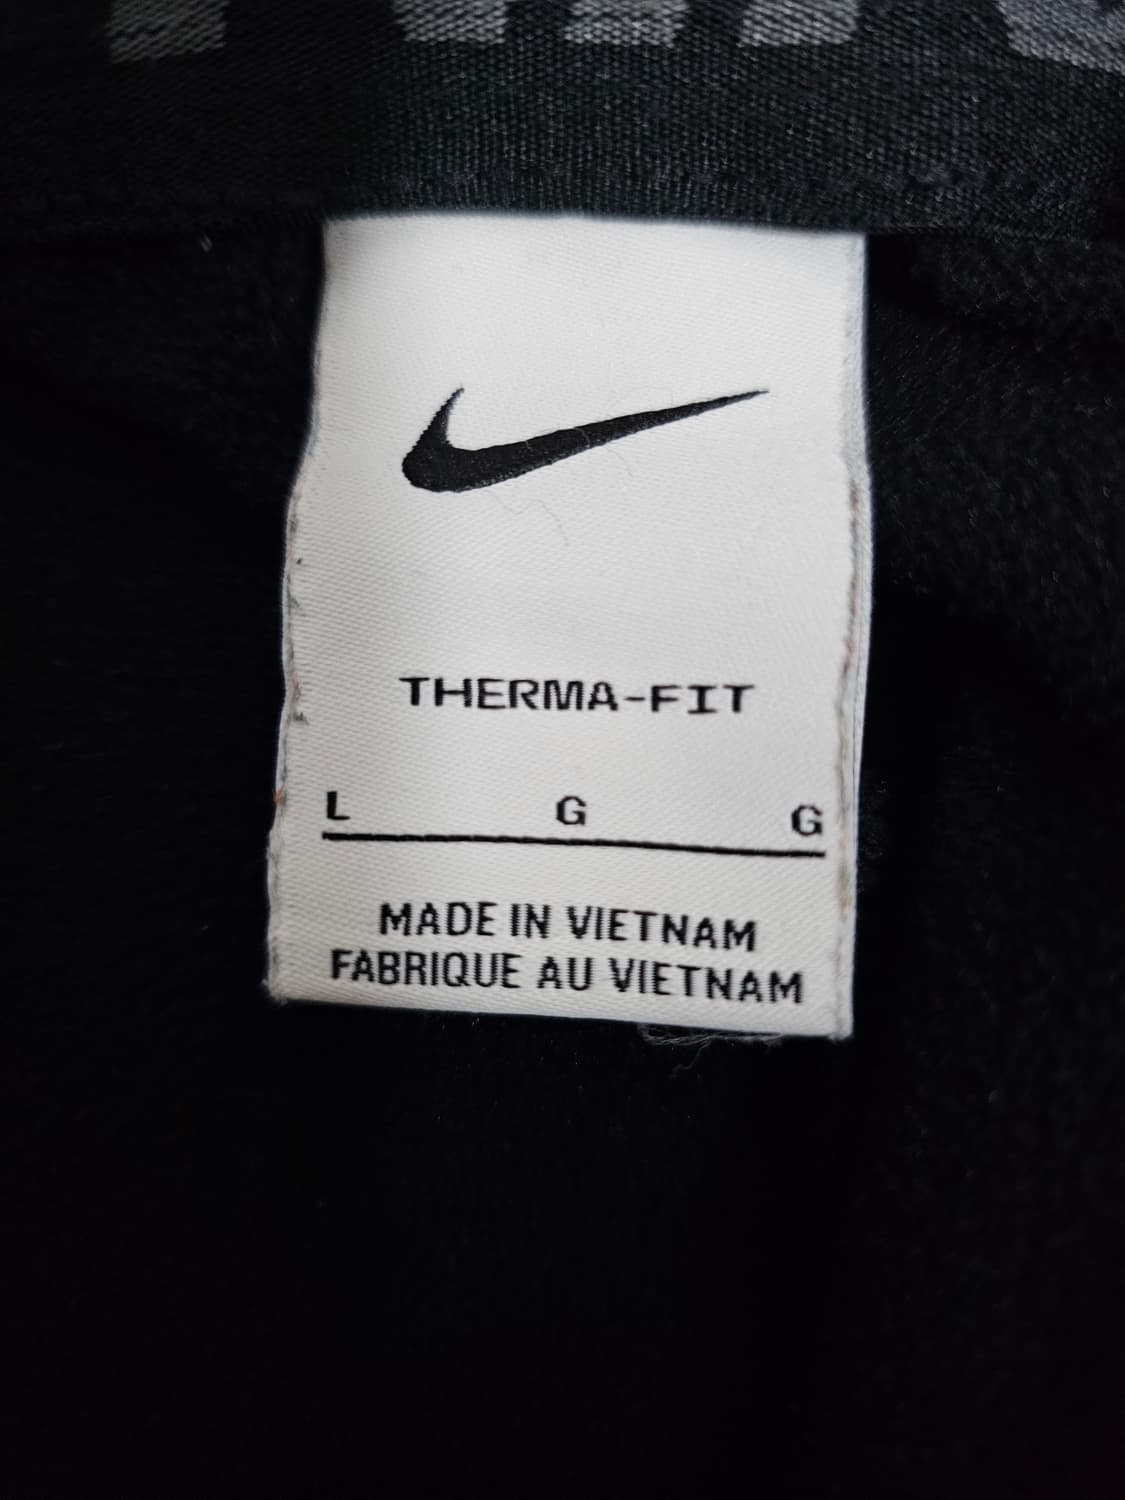 THERMA-FIT
L G G
MADE IN VIETNAM
FABRIQUE AU VIETNAM